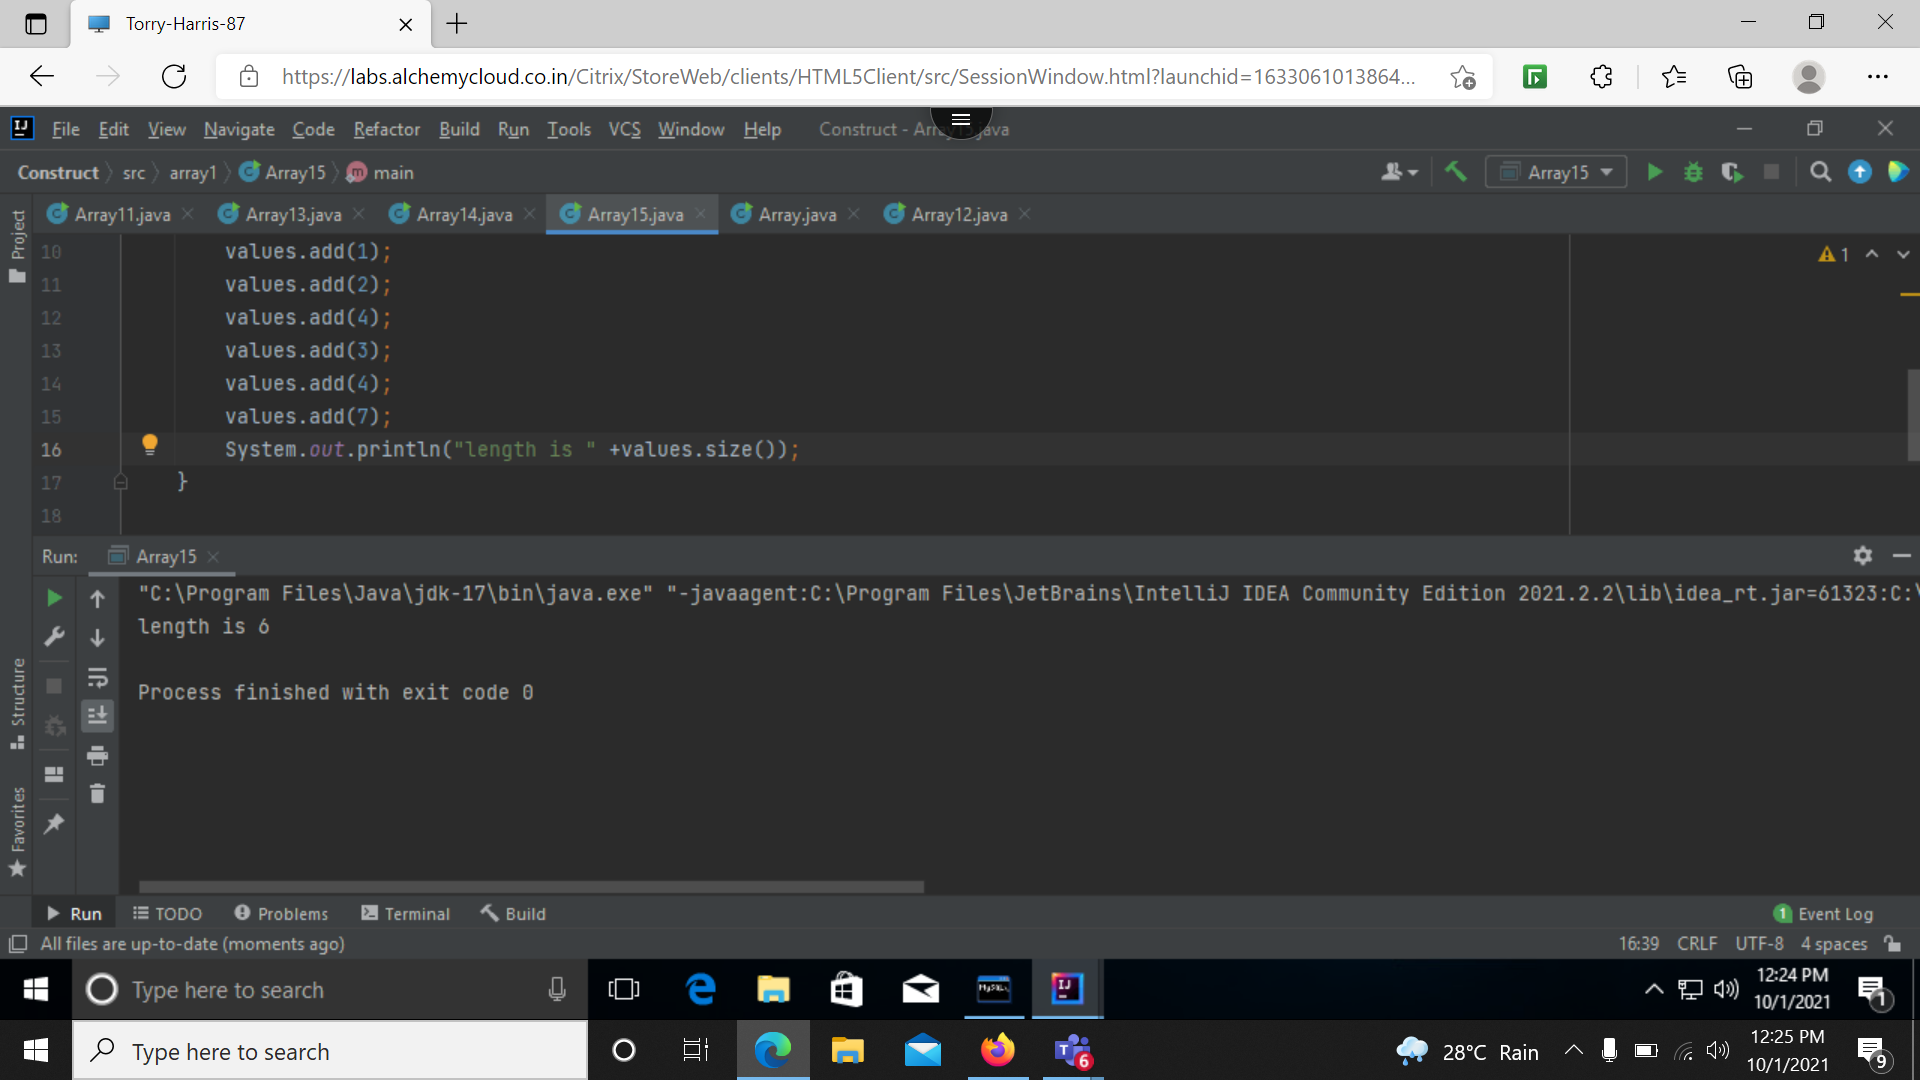 Torry-Harris-87
https://labs.alchemycloud.co.in/Citrix/StoreWeb/clients/HTML5Client/src/SessionWindow.html?launchid=1633061013864...
File Edit View Navigate Code Refactor Build Run Tools VCS Window Help Construct - Array15.java
Construct src array1 Array15 main Array15
Array11.java Array13.java Array14.java Array15.java Array.java Array12.java
Project
10 values.add(1);
1
11 values.add(2);
12 values.add(4);
13 values.add(3);
14 values.add(4);
15 values.add(7);
16 System.out.println("length is " +values.size());
17 }
18
Run: Array15
"C:\Program Files\Java\jdk-17\bin\java.exe" "-javaagent:C:\Program Files\JetBrains\IntelliJ IDEA Community Edition 2021.2.2\lib\idea_rt.jar=61323:C:\
length is 6
Process finished with exit code 0
Structure
Favorites
Run TODO Problems Terminal Build 1 Event Log
All files are up-to-date (moments ago) 16:39 CRLF UTF-8 4 spaces
Type here to search 12:24 PM
10/1/2021 1
Type here to search 6 28°C Rain 12:25 PM
10/1/2021 9